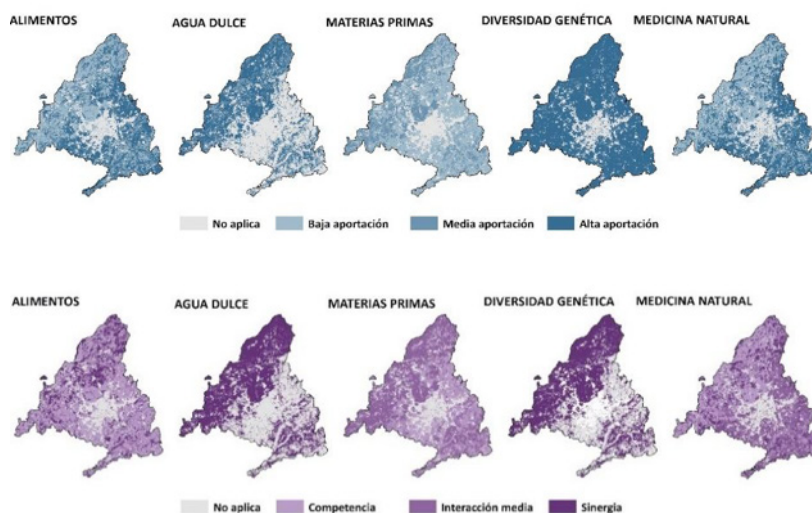 ALIMENTOS
AGUA DULCE
MATERIAS PRIMAS
DIVERSIDAD GENÉTICA
MEDICINA NATURAL
No aplica
Baja aportación
Media aportación
Alta aportación
ALIMENTOS
AGUA DULCE
MATERIAS PRIMAS
DIVERSIDAD GENÉTICA
MEDICINA NATURAL
No aplica
Competencia
Interacción media
Sinergia